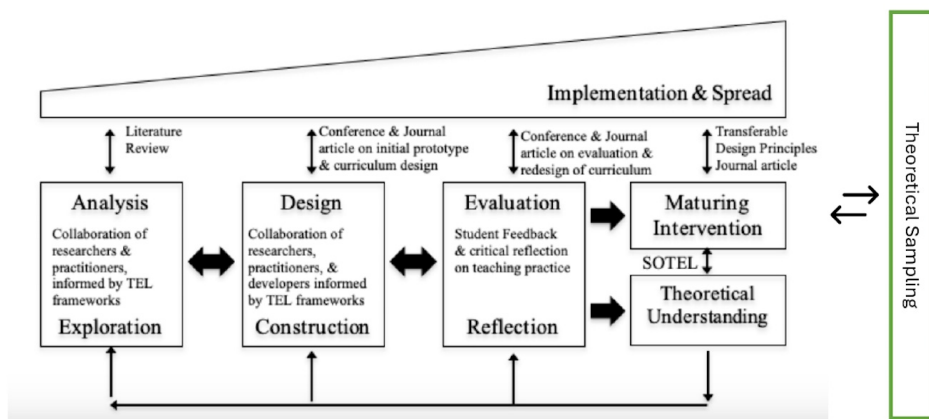 Implementation & Spread
Literature
Review
Conference & Journal
article on initial prototype
& curriculum design
Conference & Journal
article on evaluation &
redesign of curriculum
Transferable
Design Principles
Journal article
Analysis
Collaboration of
researchers &
practitioners,
informed by TEL
frameworks
Exploration
Design
Collaboration of
researchers,
practitioners, &
developers informed
by TEL frameworks
Construction
Evaluation
Student Feedback
& critical reflection
on teaching practice
Reflection
Maturing
Intervention
SOTEL
Theoretical
Understanding
Theoretical Sampling